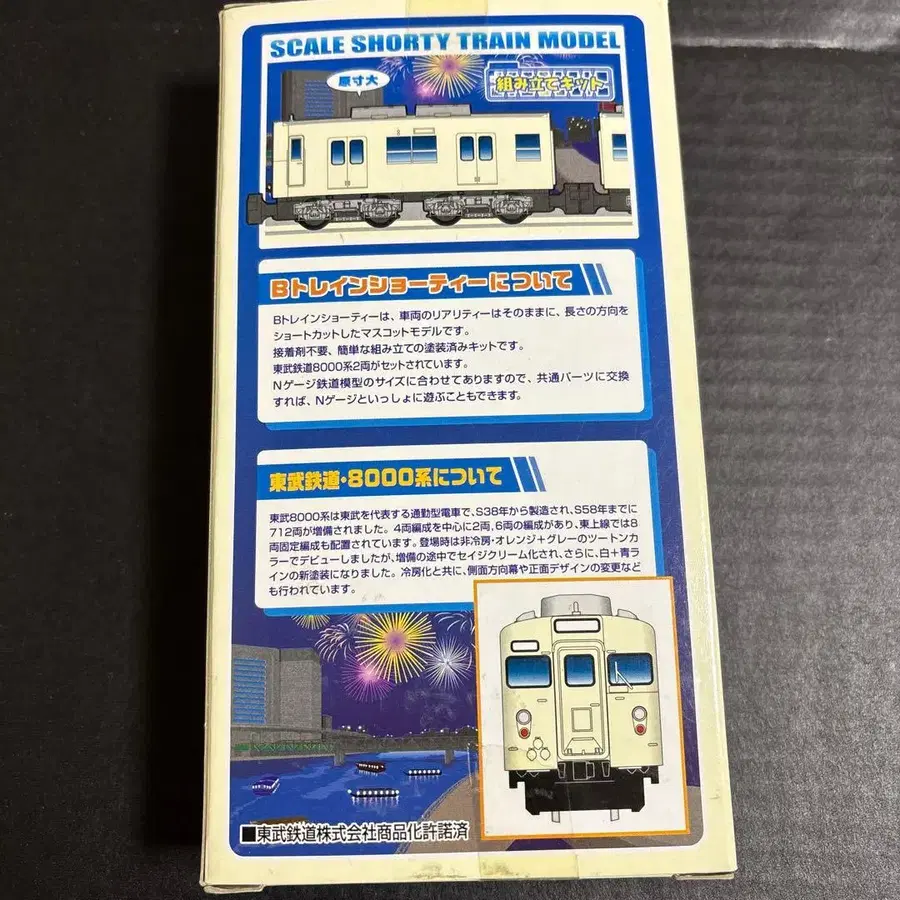 SCALE SHORTY TRAIN MODEL
原寸大
組み立てキット
Bトレインショーティーについて
Bトレインショーティーは、車両のリアリティーはそのままに、長さの方向を
ショートカットしたマスコットモデルです。
接着剤不要、簡単な組み立ての塗装済みキットです。
東武鉄道8000系2両がセットされています。
Nゲージ鉄道模型のサイズに合わせてありますので、共通パーツに交換
すれば、Nゲージといっしょに遊ぶこともできます。
東武鉄道・8000系について
東武8000系は東武を代表する通勤型電車で、S38年から製造され、S58年までに
712両が増備されました。4両編成を中心に2両、6両の編成があり、東上線では8
両固定編成も配置されています。登場時は非冷房・オレンジ+グレーのツートンカ
ラーでデビューしましたが、増備の途中でセイジクリーム化され、さらに、白+青ラ
インの新塗装になりました。冷房化と共に、側面方向幕や正面デザインの変更など
も行われています。
■東武鉄道株式会社商品化許諾済